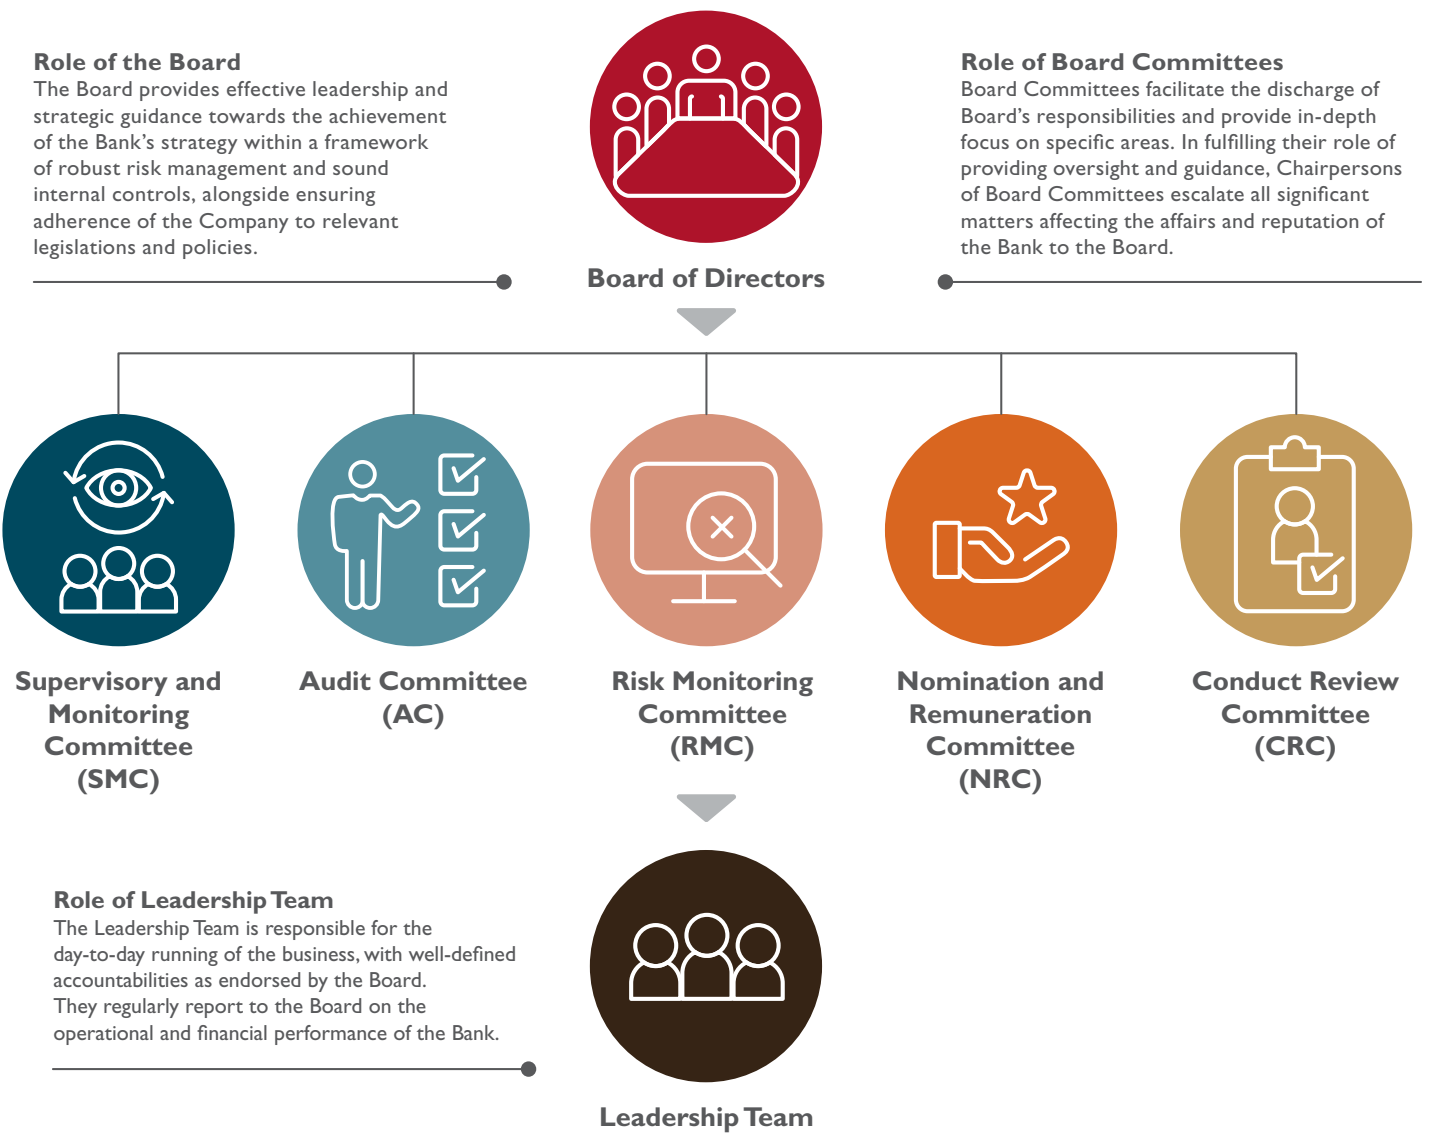 Role of the Board
The Board provides effective leadership and
strategic guidance towards the achievement
of the Bank's strategy within a framework
of robust risk management and sound
internal controls, alongside ensuring
adherence of the Company to relevant
legislations and policies.
Role of Board Committees
Board Committees facilitate the discharge of
Board's responsibilities and provide in-depth
focus on specific areas. In fulfilling their role of
providing oversight and guidance, Chairpersons
of Board Committees escalate all significant
matters affecting the affairs and reputation of
the Bank to the Board.
Board of Directors
Supervisory and
Monitoring
Committee
(SMC)
Audit Committee
(AC)
Risk Monitoring
Committee
(RMC)
Nomination and
Remuneration
Committee
(NRC)
Conduct Review
Committee
(CRC)
Role of Leadership Team
The Leadership Team is responsible for the
day-to-day running of the business, with well-defined
accountabilities as endorsed by the Board.
They regularly report to the Board on the
operational and financial performance of the Bank.
Leadership Team